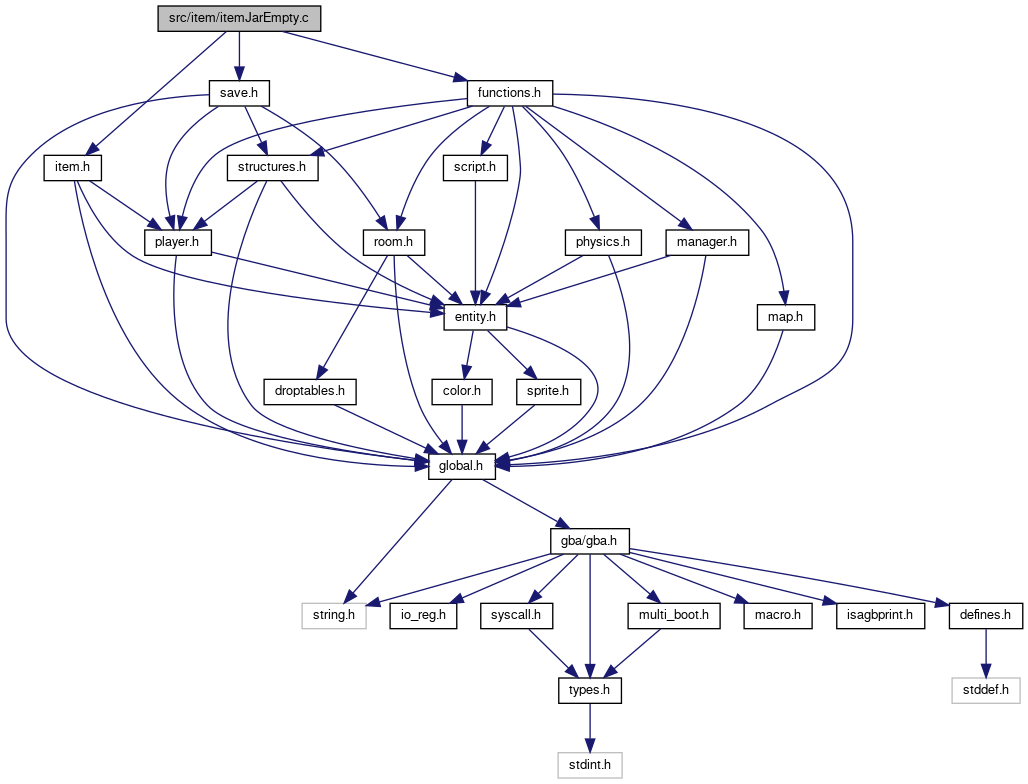 src/item/itemJarEmpty.c
save.h
functions.h
item.h
structures.h
script.h
player.h
room.h
physics.h
manager.h
entity.h
map.h
droptables.h
color.h
sprite.h
global.h
gba/gba.h
string.h
io_reg.h
syscall.h
multi_boot.h
macro.h
isagbprint.h
defines.h
types.h
stddef.h
stdint.h